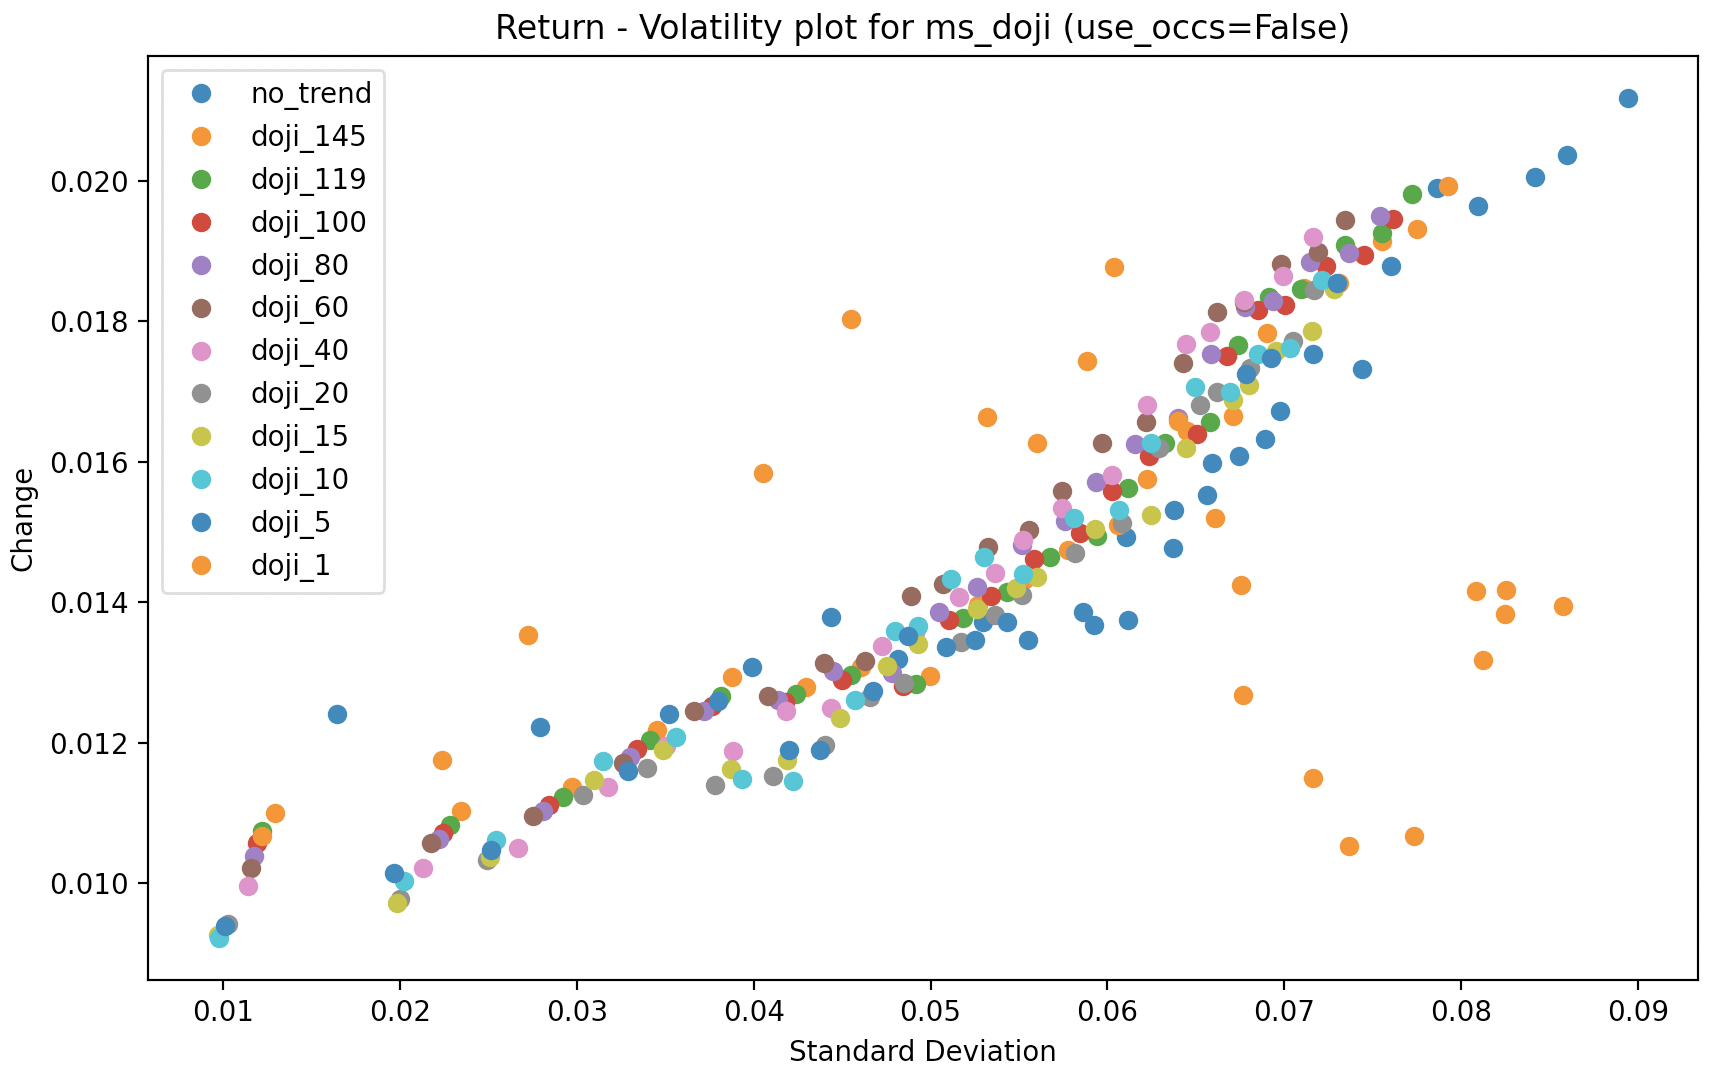 Return - Volatility plot for ms_doji (use_occs=False)
no_trend
doji_145
doji_119
doji_100
doji_80
doji_60
doji_40
doji_20
doji_15
doji_10
doji_5
doji_1
Change
0.020
0.018
0.016
0.014
0.012
0.010
0.01 0.02 0.03 0.04 0.05 0.06 0.07 0.08 0.09
Standard Deviation